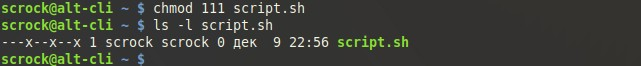 scrock@alt-cli ~ $ chmod 111 script.sh
scrock@alt-cli ~ $ ls -l script.sh
---x--x--x 1 scrock scrock 0 дек  9 22:56 script.sh
scrock@alt-cli ~ $